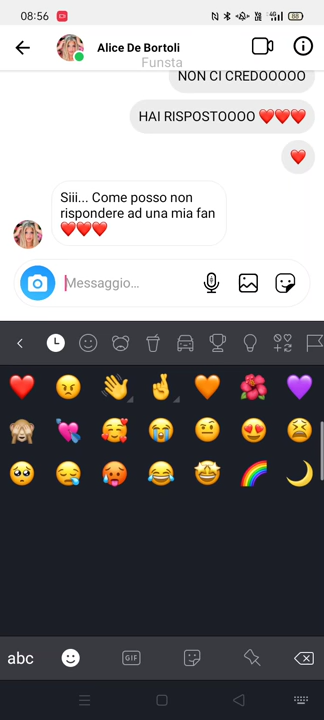 08:56
88
Alice De Bortoli
Funsta
NON CI CREDOOOOO
HAI RISPOSTOOOO ❤️❤️❤️
❤️
Siii... Come posso non
rispondere ad una mia fan
❤️❤️❤️
Messaggio...
abc
GIF